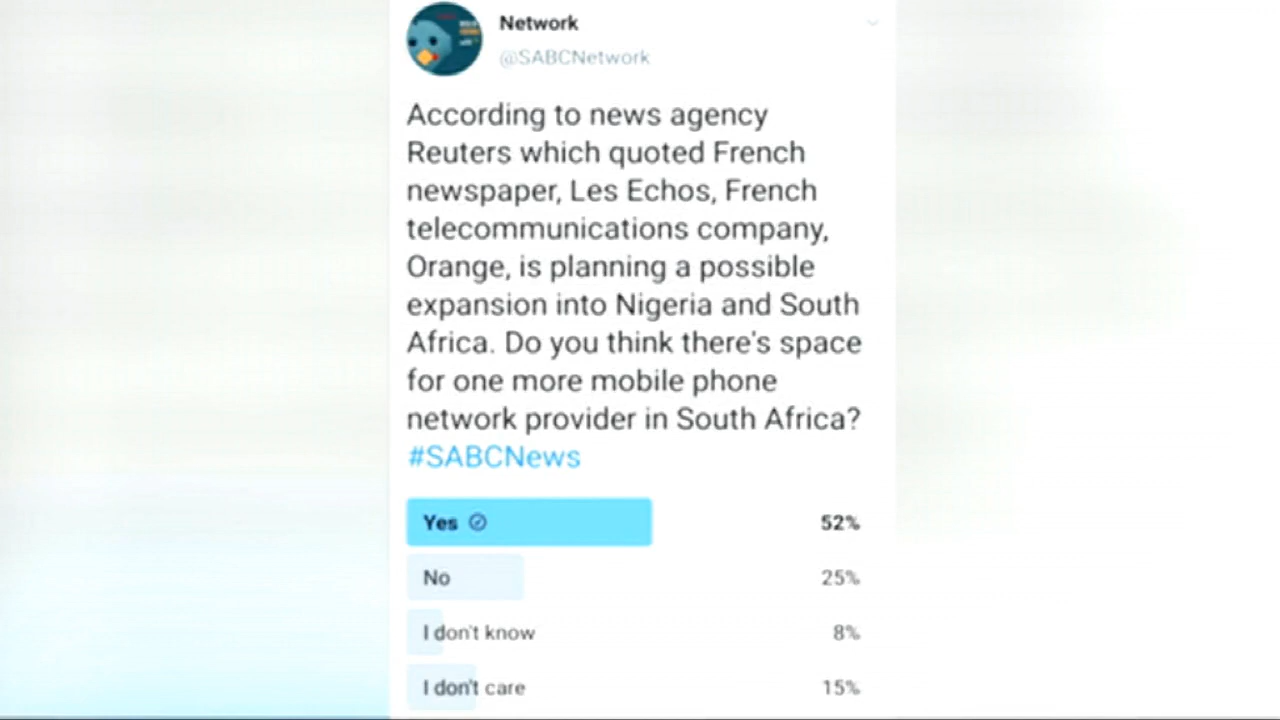 Network
@SABCNetwork
According to news agency
Reuters which quoted French
newspaper, Les Echos, French
telecommunications company,
Orange, is planning a possible
expansion into Nigeria and South
Africa. Do you think there's space
for one more mobile phone
network provider in South Africa?
#SABCNews
Yes 52%
No 25%
I don't know 8%
I don't care 15%